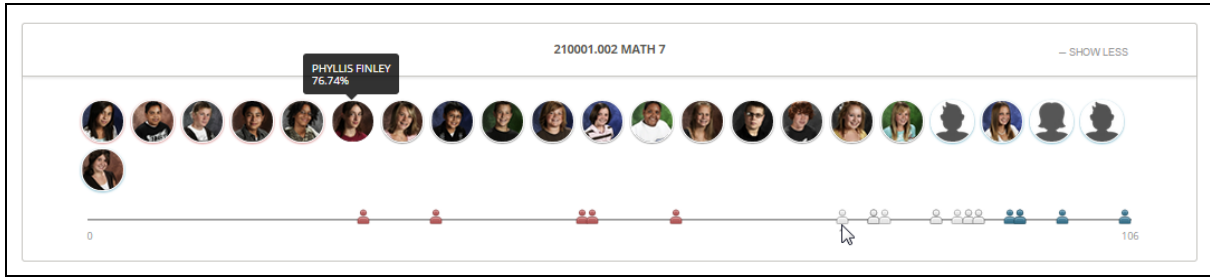 210001.002 MATH 7
– SHOW LESS
PHYLLIS FINLEY
76.74%
0
106